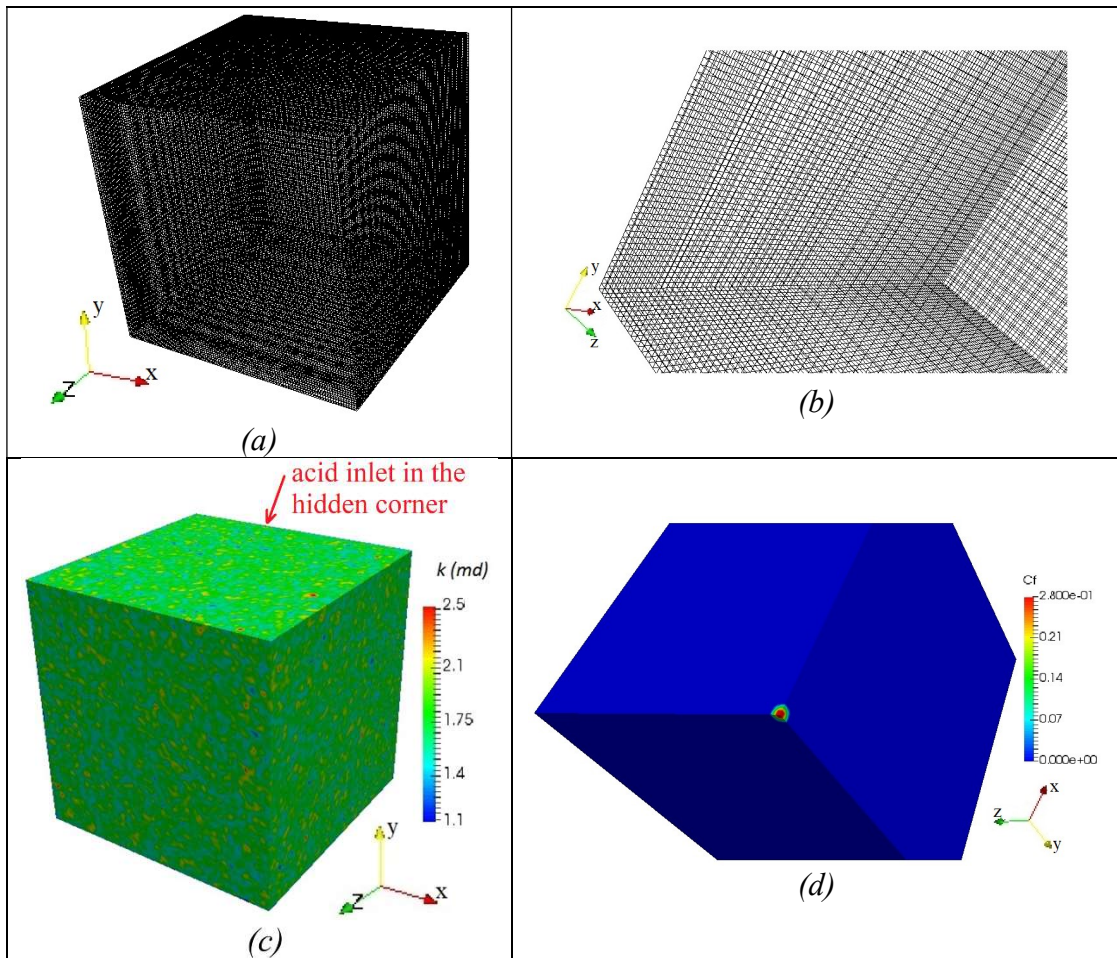 y
x
z
(a)
y
x
z
(b)
acid inlet in the
hidden corner
k (md)
2.5
2.1
1.75
1.4
1.1
y
x
z
(c)
Cf
2.800e-01
0.21
0.14
0.07
0.000e+00
x
z
y
(d)